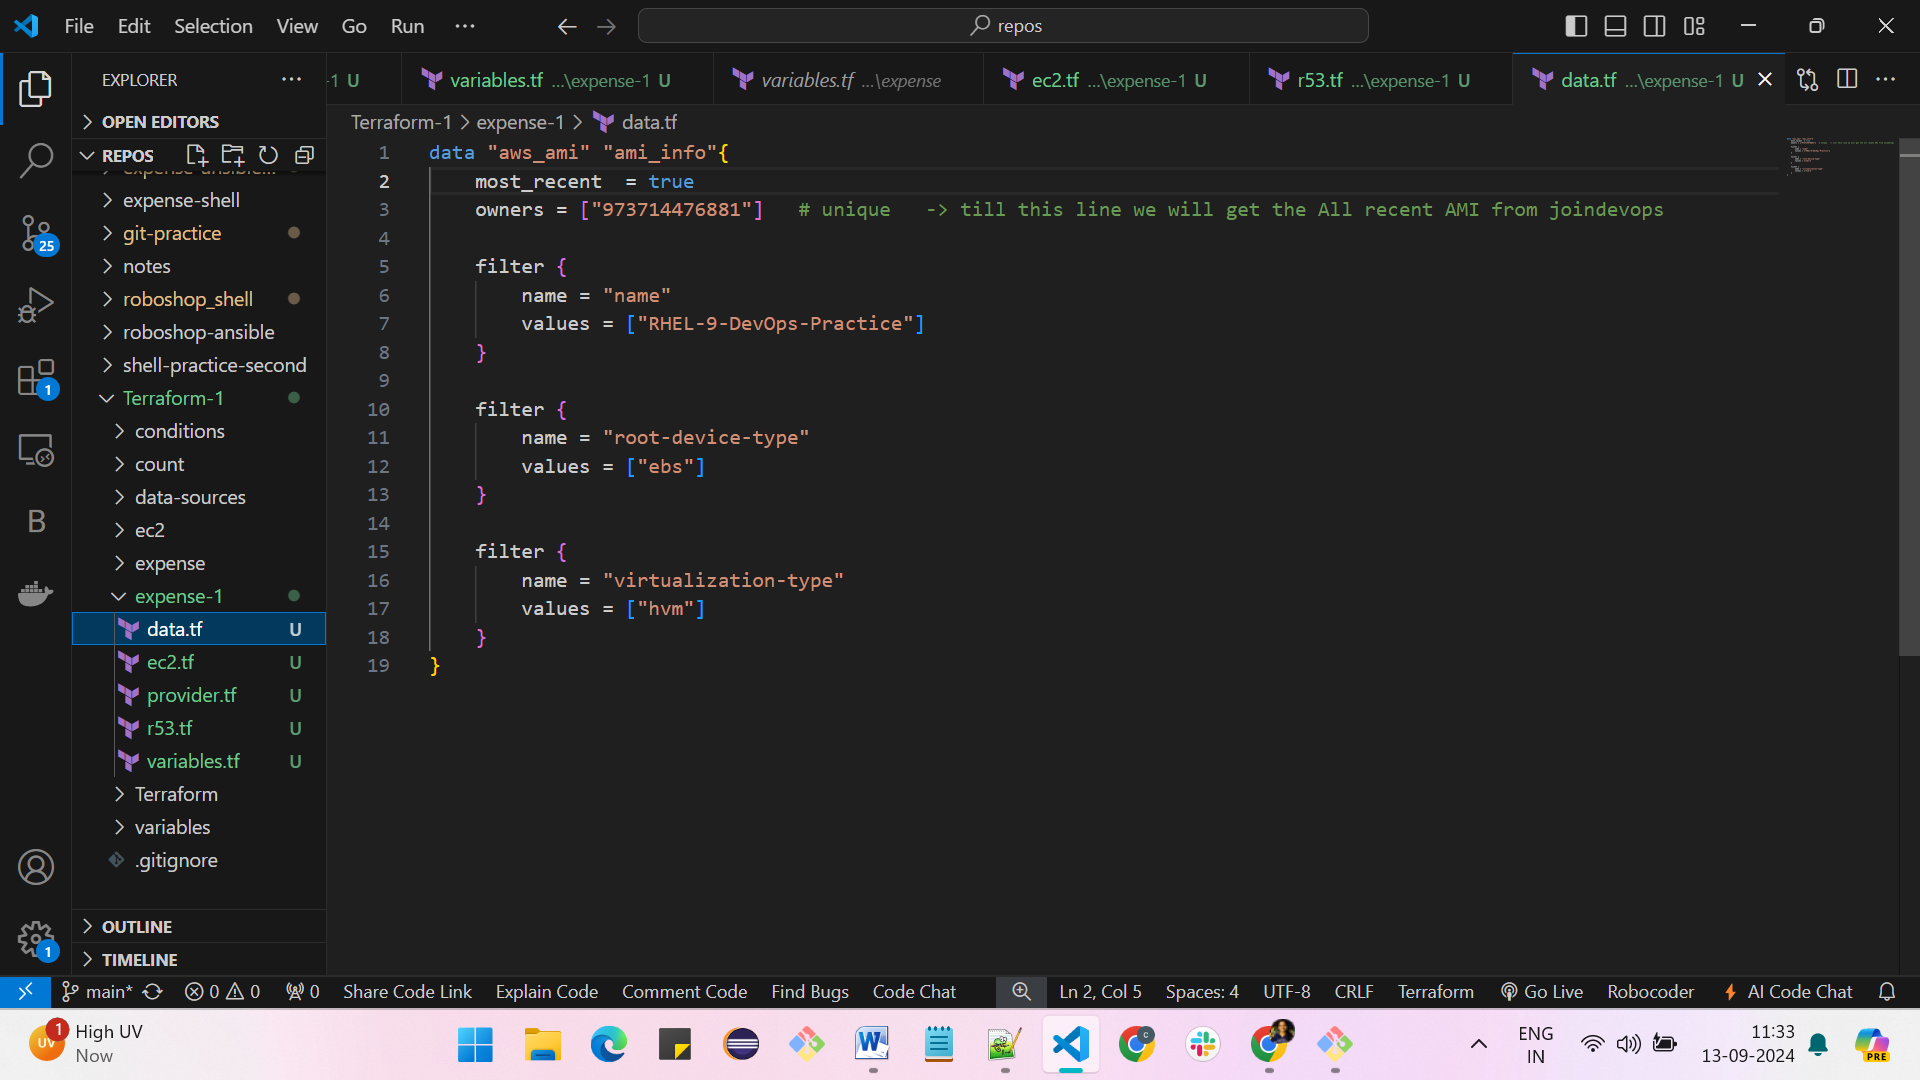 File Edit Selection View Go Run ··· repos
EXPLORER ···
-1 U variables.tf ...\expense-1 U variables.tf ...\expense ec2.tf ...\expense-1 U r53.tf ...\expense-1 U data.tf ...\expense-1 U
OPEN EDITORS
REPOS
expense-shell
git-practice
notes
roboshop_shell
roboshop-ansible
shell-practice-second
Terraform-1
conditions
count
data-sources
ec2
expense
expense-1
data.tf U
ec2.tf U
provider.tf U
r53.tf U
variables.tf U
Terraform
variables
.gitignore
OUTLINE
TIMELINE
25
1
B
1
Terraform-1 > expense-1 > data.tf
1 data "aws_ami" "ami_info"{
2 most_recent  = true
3 owners = ["973714476881"]   # unique   -> till this line we will get the All recent AMI from joindevops
4
5 filter {
6 name = "name"
7 values = ["RHEL-9-DevOps-Practice"]
8 }
9
10 filter {
11 name = "root-device-type"
12 values = ["ebs"]
13 }
14
15 filter {
16 name = "virtualization-type"
17 values = ["hvm"]
18 }
19 }
main* 0 0 0 Share Code Link Explain Code Comment Code Find Bugs Code Chat Ln 2, Col 5 Spaces: 4 UTF-8 CRLF Terraform Go Live Robocoder AI Code Chat
1 UV High UV
Now
ENG
IN
11:33
13-09-2024
PRE